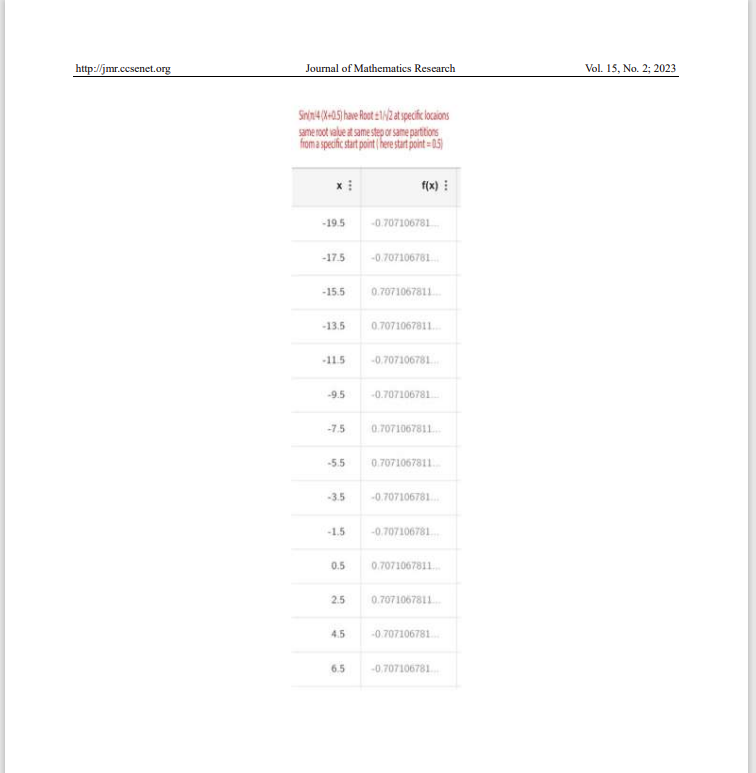 http://jmr.ccsenet.org Journal of Mathematics Research Vol. 15, No. 2; 2023
Sin(π/4 (X+0.5) have Root ±1/√2 at specific locaions
same root value at same step or same partitions
from a specific start point ( here start point = 0.5)
x ⋮ f(x) ⋮
-19.5 -0.707106781...
-17.5 -0.707106781...
-15.5 0.7071067811...
-13.5 0.7071067811...
-11.5 -0.707106781...
-9.5 -0.707106781...
-7.5 0.7071067811...
-5.5 0.7071067811...
-3.5 -0.707106781...
-1.5 -0.707106781...
0.5 0.7071067811...
2.5 0.7071067811...
4.5 -0.707106781...
6.5 -0.707106781...